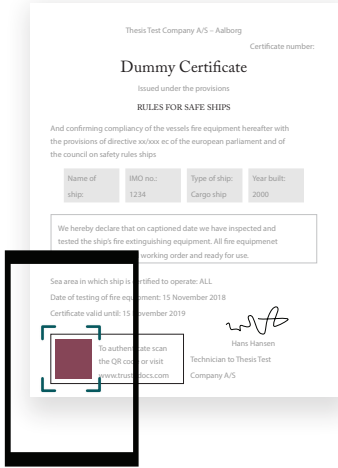 Thesis Test Company A/S – Aalborg
Certificate number:
Dummy Certificate
Issued under the provisions
RULES FOR SAFE SHIPS
And confirming compliancy of the vessels fire equipment hereafter with
the provisions of directive xx/xxx ec of the european parliament and of
the council on safety rules ships
Name of ship:
IMO no.: 1234
Type of ship: Cargo ship
Year built: 2000
We hereby declare that on captioned date we have inspected and
tested the ship's fire extinguishing equipment. All fire equipmenet
working order and ready for use.
Sea area in which ship is certified to operate: ALL
Date of testing of fire equipment: 15 November 2018
Certificate valid until: 15 November 2019
To authenticate scan
the QR code or visit
www.trustdocs.com
Hans Hansen
Technician to Thesis Test
Company A/S